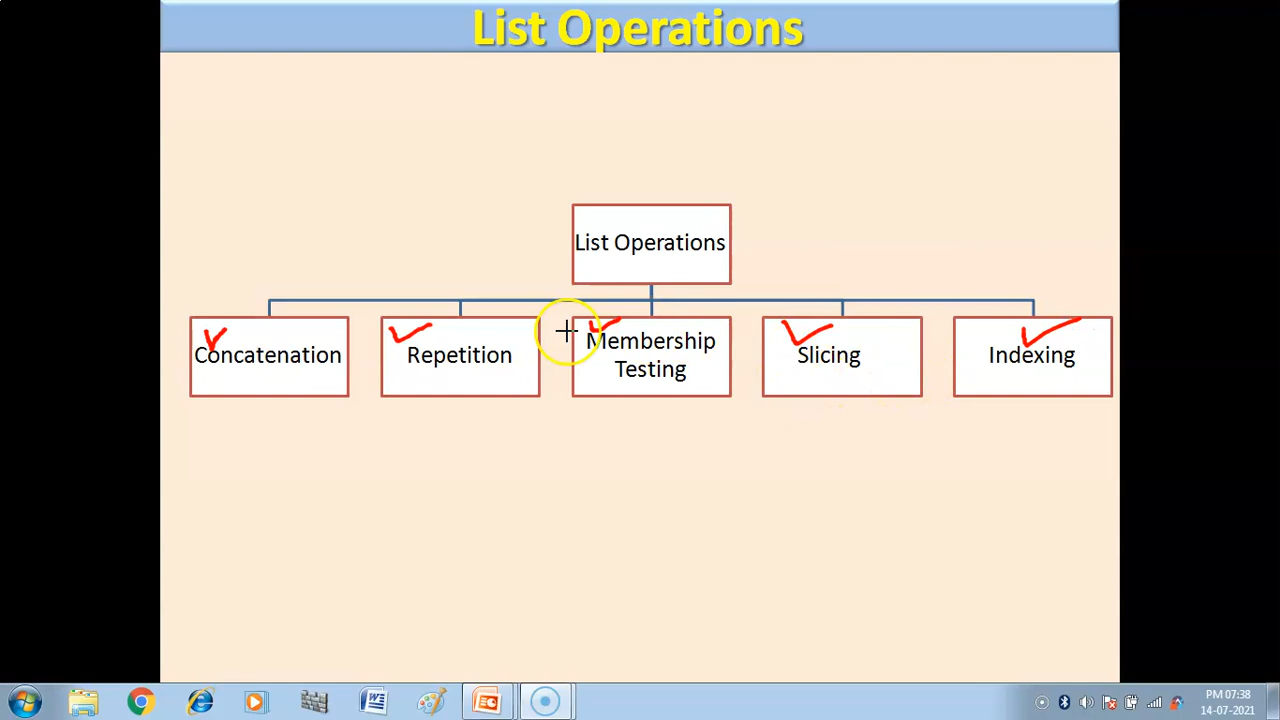 List Operations
List Operations
Concatenation
Repetition
Membership
Testing
Slicing
Indexing
PM 07:38
14-07-2021